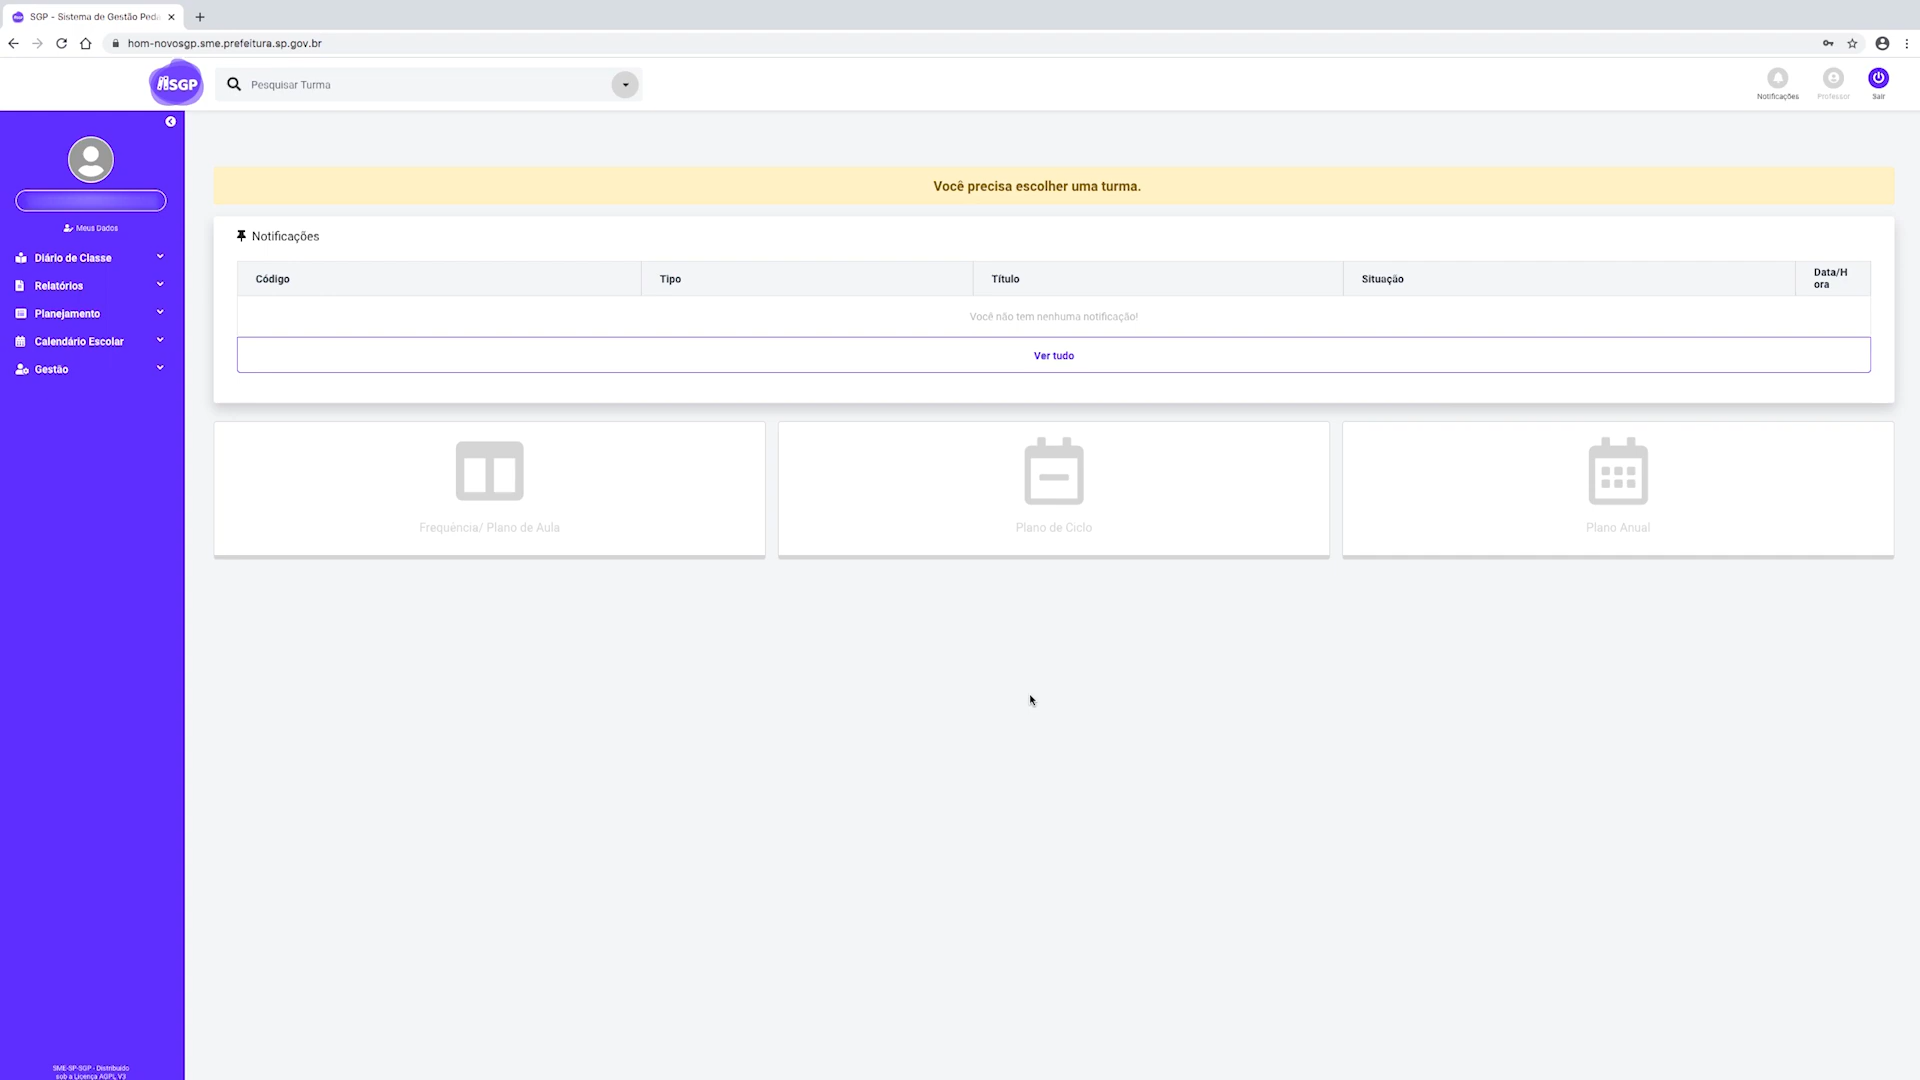 SGP - Sistema de Gestão Peda
hom-novosgp.sme.prefeitura.sp.gov.br
SGP
Pesquisar Turma
Notificações
Professor
Sair
Meus Dados
Diário de Classe
Relatórios
Planejamento
Calendário Escolar
Gestão
SME-SP-SGP - Distribuído
sob a Licença AGPL V3
Você precisa escolher uma turma.
Notificações
Código
Tipo
Título
Situação
Data/H
ora
Você não tem nenhuma notificação!
Ver tudo
Frequência/ Plano de Aula
Plano de Ciclo
Plano Anual